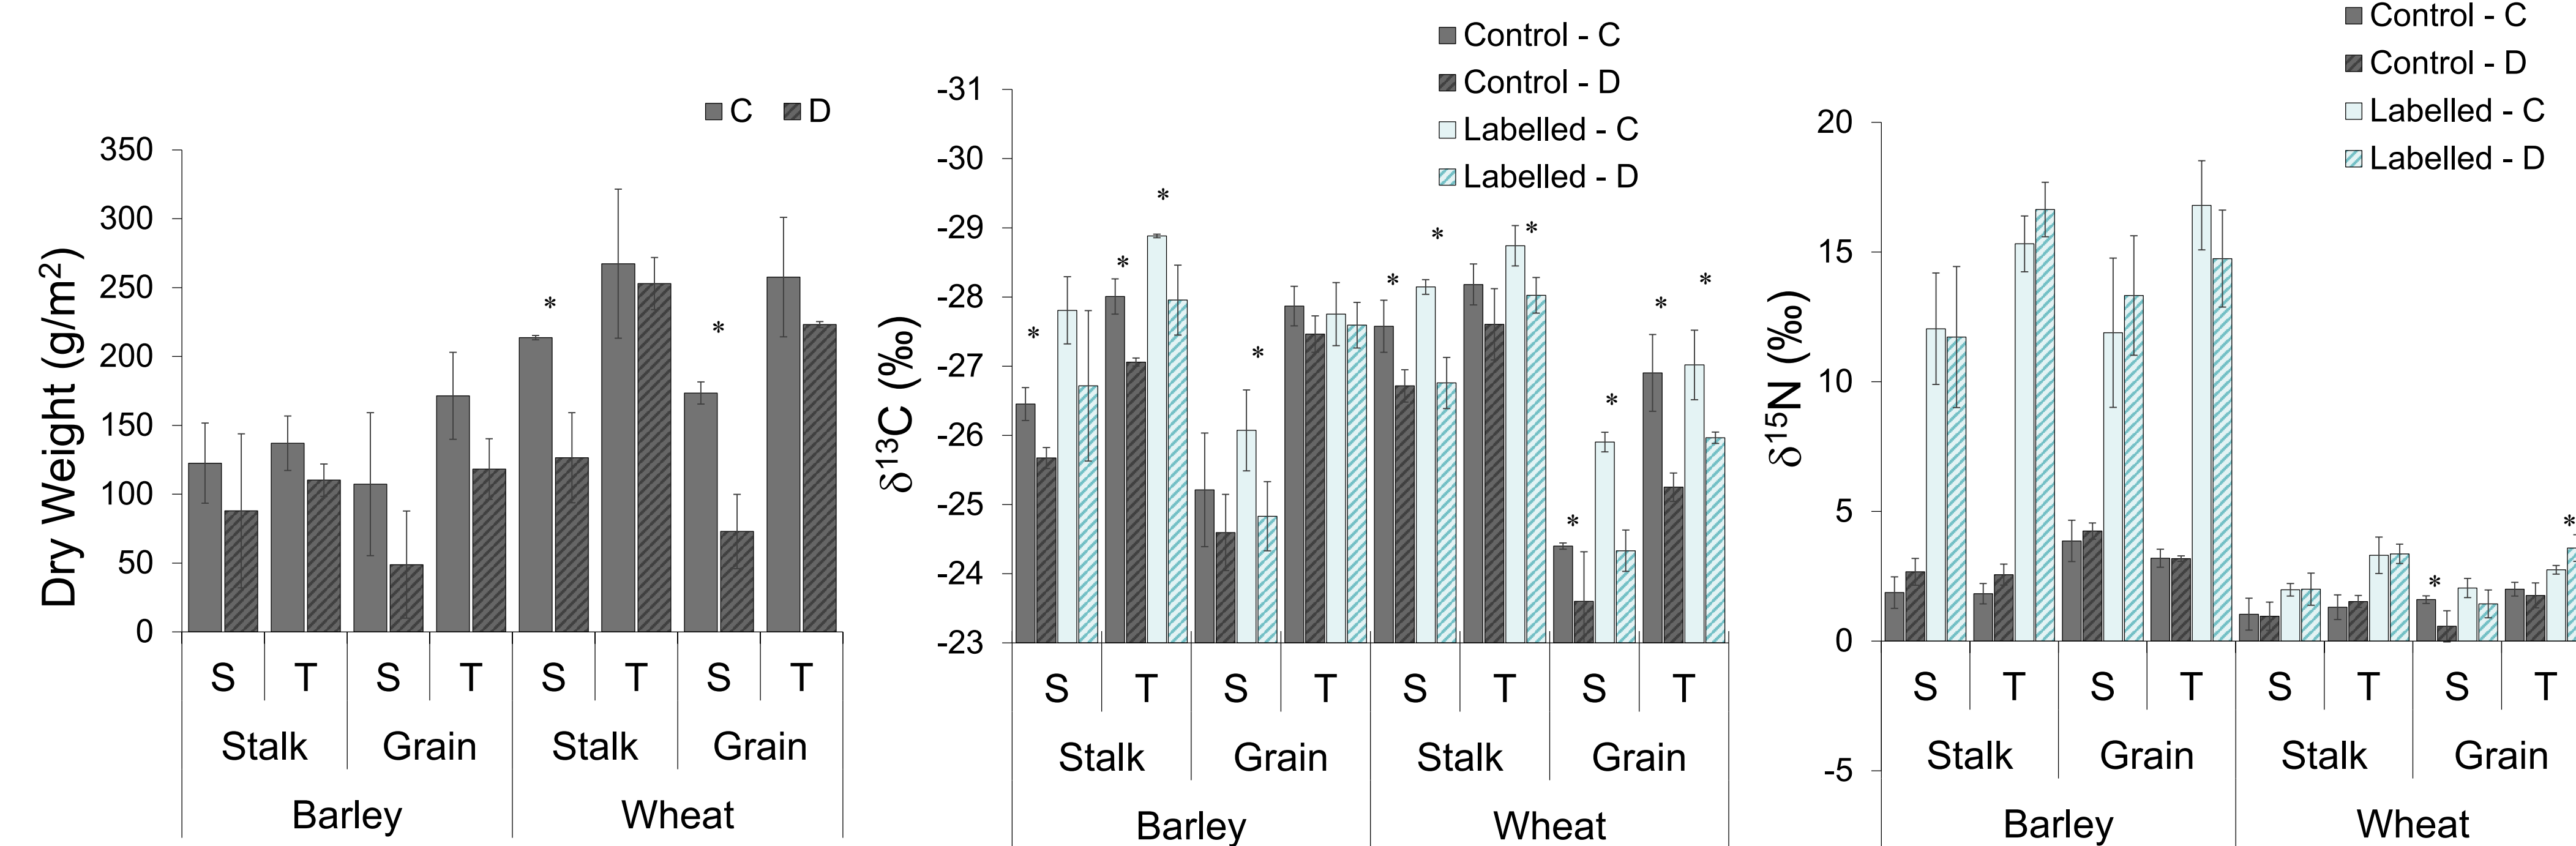 C D
350
300
250
200
150
100
50
0
Dry Weight (g/m²)
*
*
S T S T S T S T
Stalk Grain Stalk Grain
Barley Wheat
Control - C
Control - D
Labelled - C
Labelled - D
-31
-30
-29
-28
-27
-26
-25
-24
-23
δ¹³C (‰)
*
*
*
*
*
*
*
*
*
*
*
S T S T S T S T
Stalk Grain Stalk Grain
Barley Wheat
Control - C
Control - D
Labelled - C
Labelled - D
20
15
10
5
0
-5
δ¹⁵N (‰)
*
*
S T S T S T S T
Stalk Grain Stalk Grain
Barley Wheat